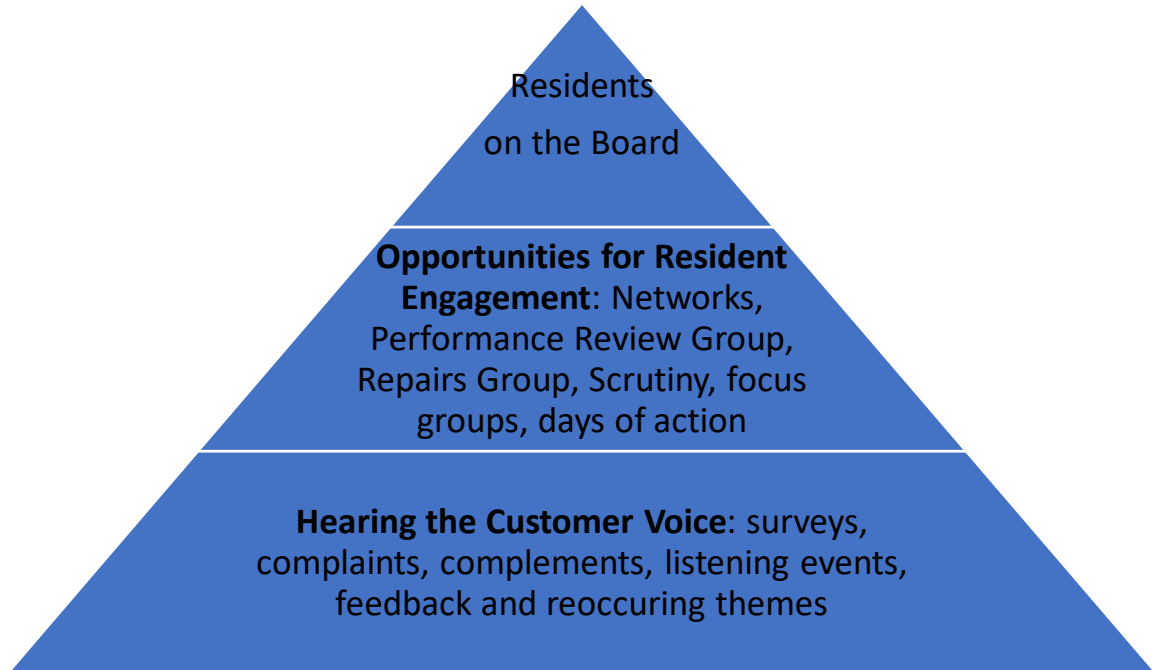 Residents
on the Board
Opportunities for Resident
Engagement: Networks,
Performance Review Group,
Repairs Group, Scrutiny, focus
groups, days of action
Hearing the Customer Voice: surveys,
complaints, complements, listening events,
feedback and reoccuring themes